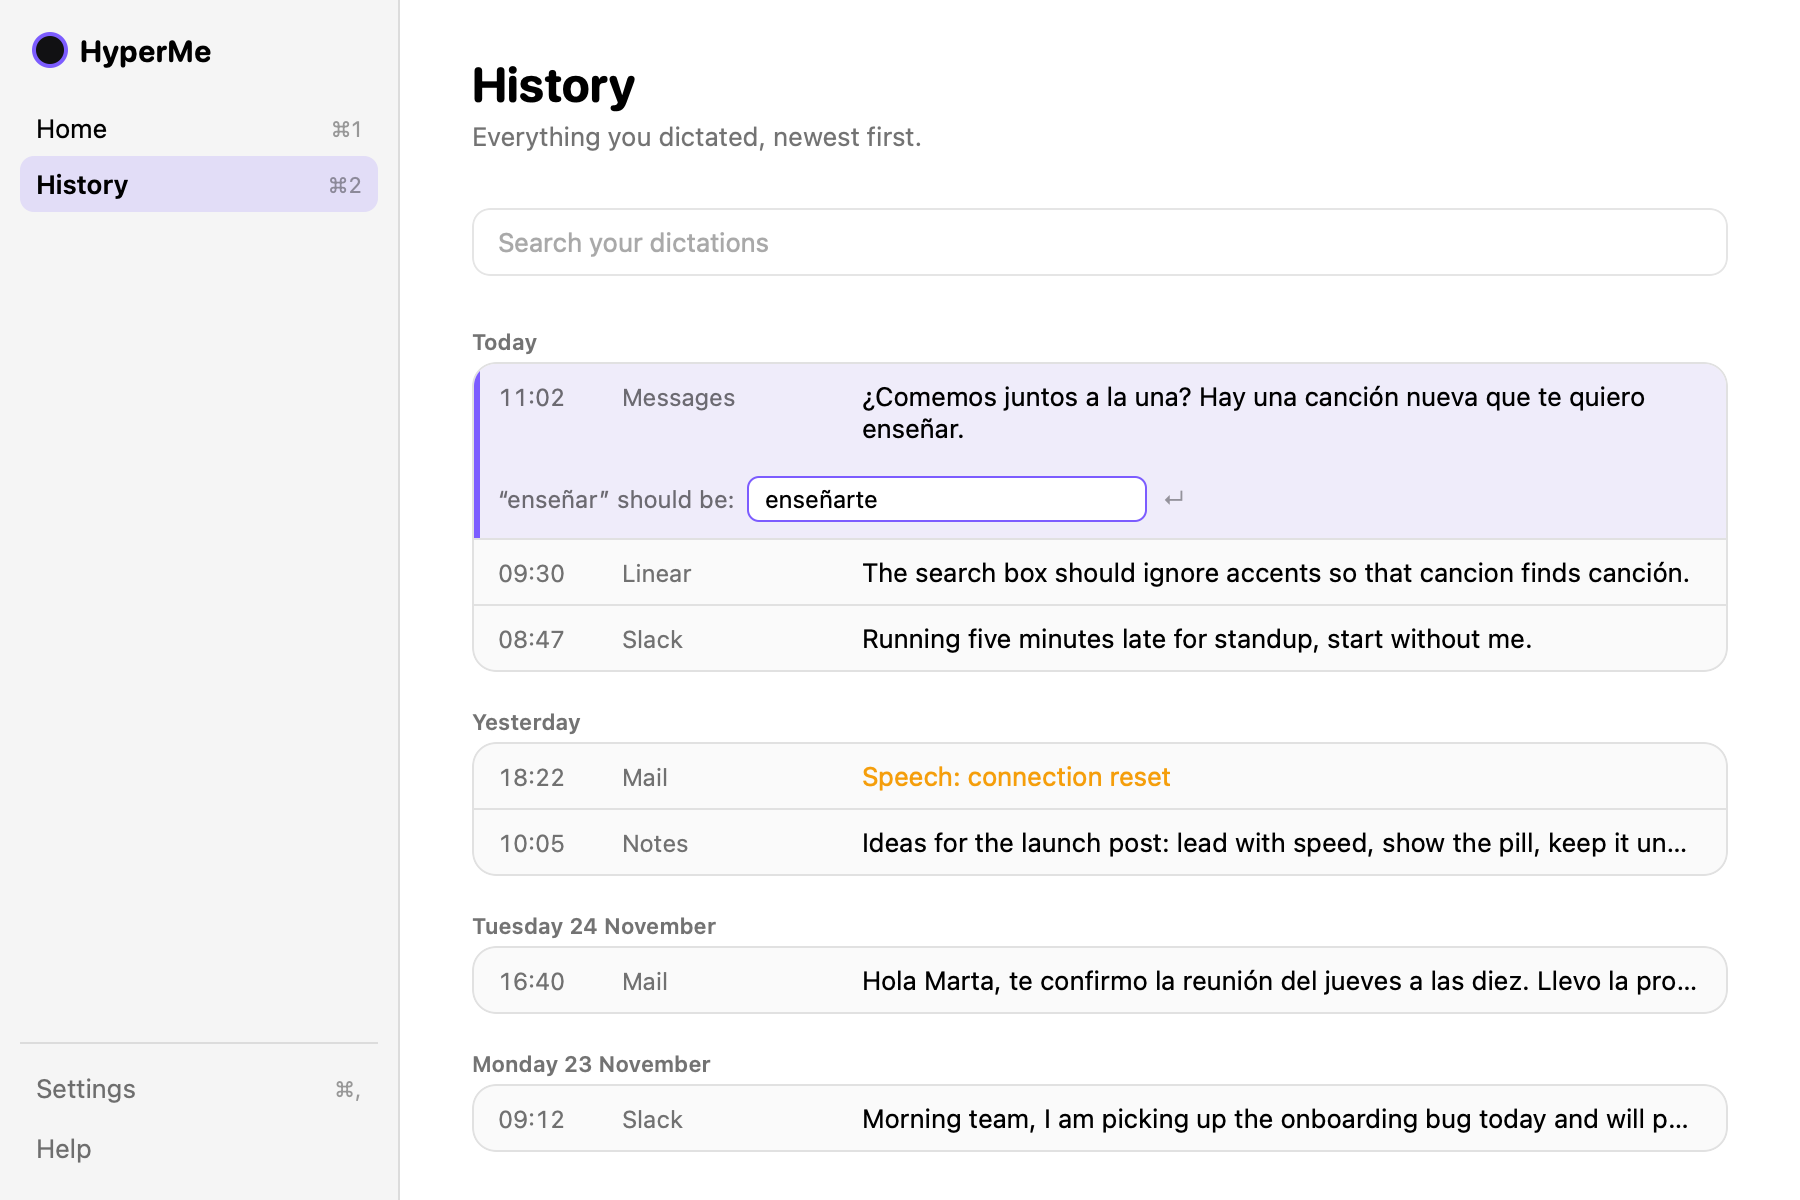 HyperMe
Home ⌘1
History ⌘2
Settings ⌘,
Help
History
Everything you dictated, newest first.
Search your dictations
Today
11:02 Messages ¿Comemos juntos a la una? Hay una canción nueva que te quiero
enseñar.
“enseñar” should be: enseñarte ↵
09:30 Linear The search box should ignore accents so that cancion finds canción.
08:47 Slack Running five minutes late for standup, start without me.
Yesterday
18:22 Mail Speech: connection reset
10:05 Notes Ideas for the launch post: lead with speed, show the pill, keep it un…
Tuesday 24 November
16:40 Mail Hola Marta, te confirmo la reunión del jueves a las diez. Llevo la pro…
Monday 23 November
09:12 Slack Morning team, I am picking up the onboarding bug today and will p…